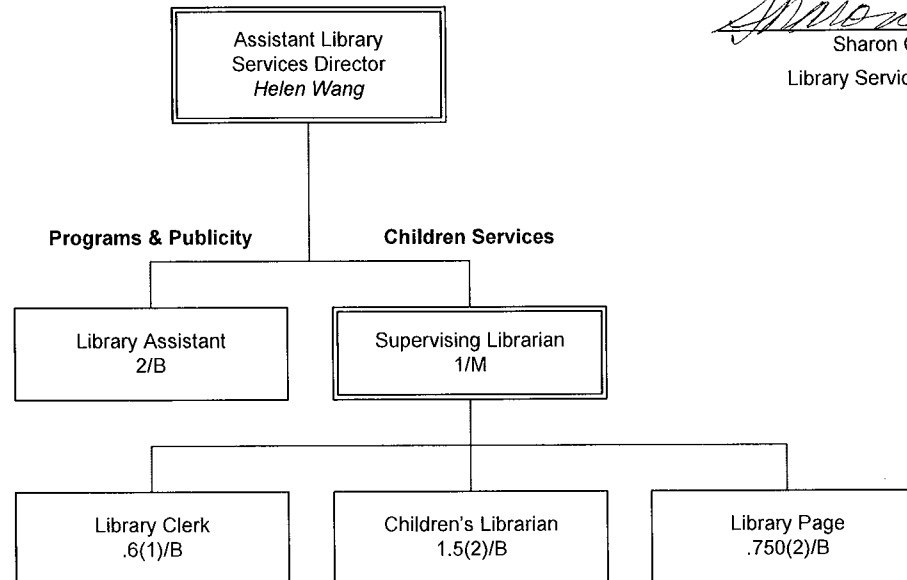 Assistant Library
Services Director
Helen Wang
Sharon
Library
Programs & Publicity
Children Services
Library Assistant
2/B
Supervising Librarian
1/M
Library Clerk
.6(1)/B
Children's Librarian
1.5(2)/B
Library Page
.750(2)/B